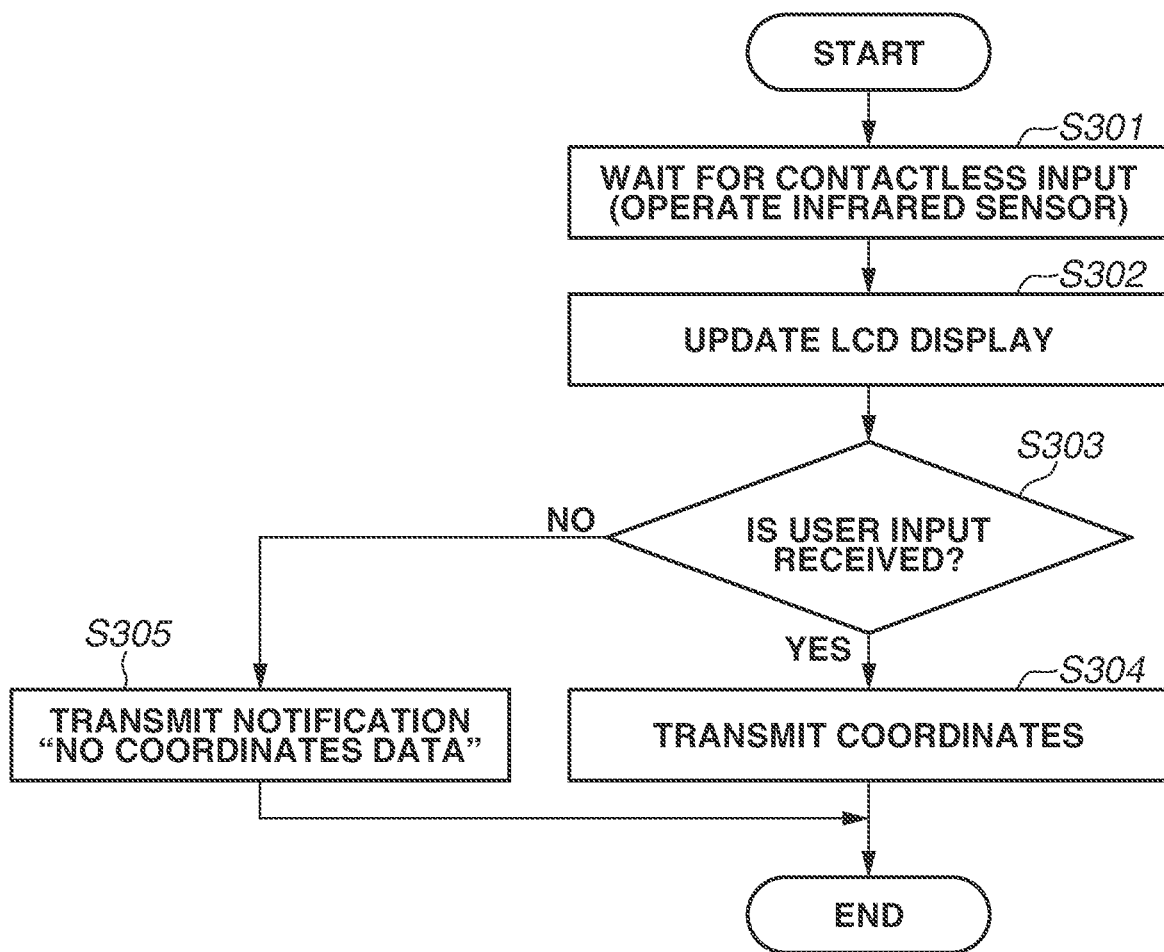 START
S301
WAIT FOR CONTACTLESS INPUT
(OPERATE INFRARED SENSOR)
S302
UPDATE LCD DISPLAY
S303
NO
IS USER INPUT
RECEIVED?
S305
YES
S304
TRANSMIT NOTIFICATION
“NO COORDINATES DATA”
TRANSMIT COORDINATES
END